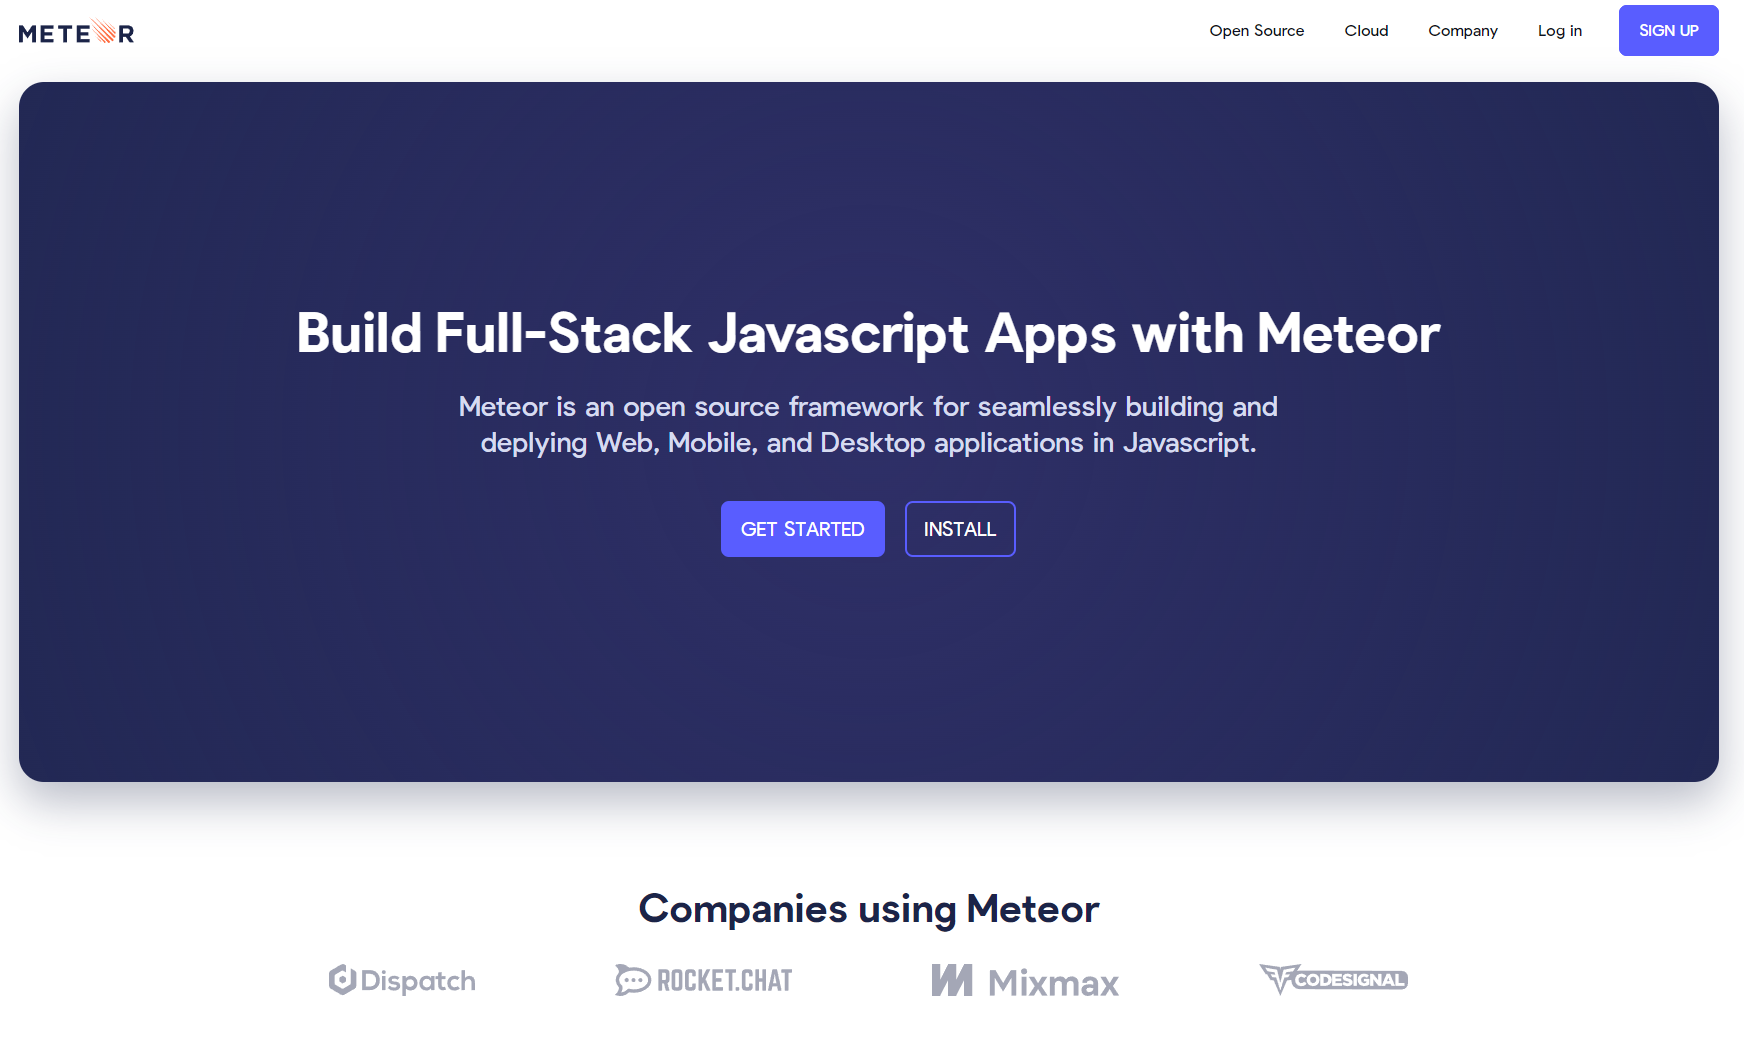 METEOR
Open Source
Cloud
Company
Log in
SIGN UP
Build Full-Stack Javascript Apps with Meteor
Meteor is an open source framework for seamlessly building and
deplying Web, Mobile, and Desktop applications in Javascript.
GET STARTED
INSTALL
Companies using Meteor
Dispatch
ROCKET.CHAT
Mixmax
CODESIGNAL